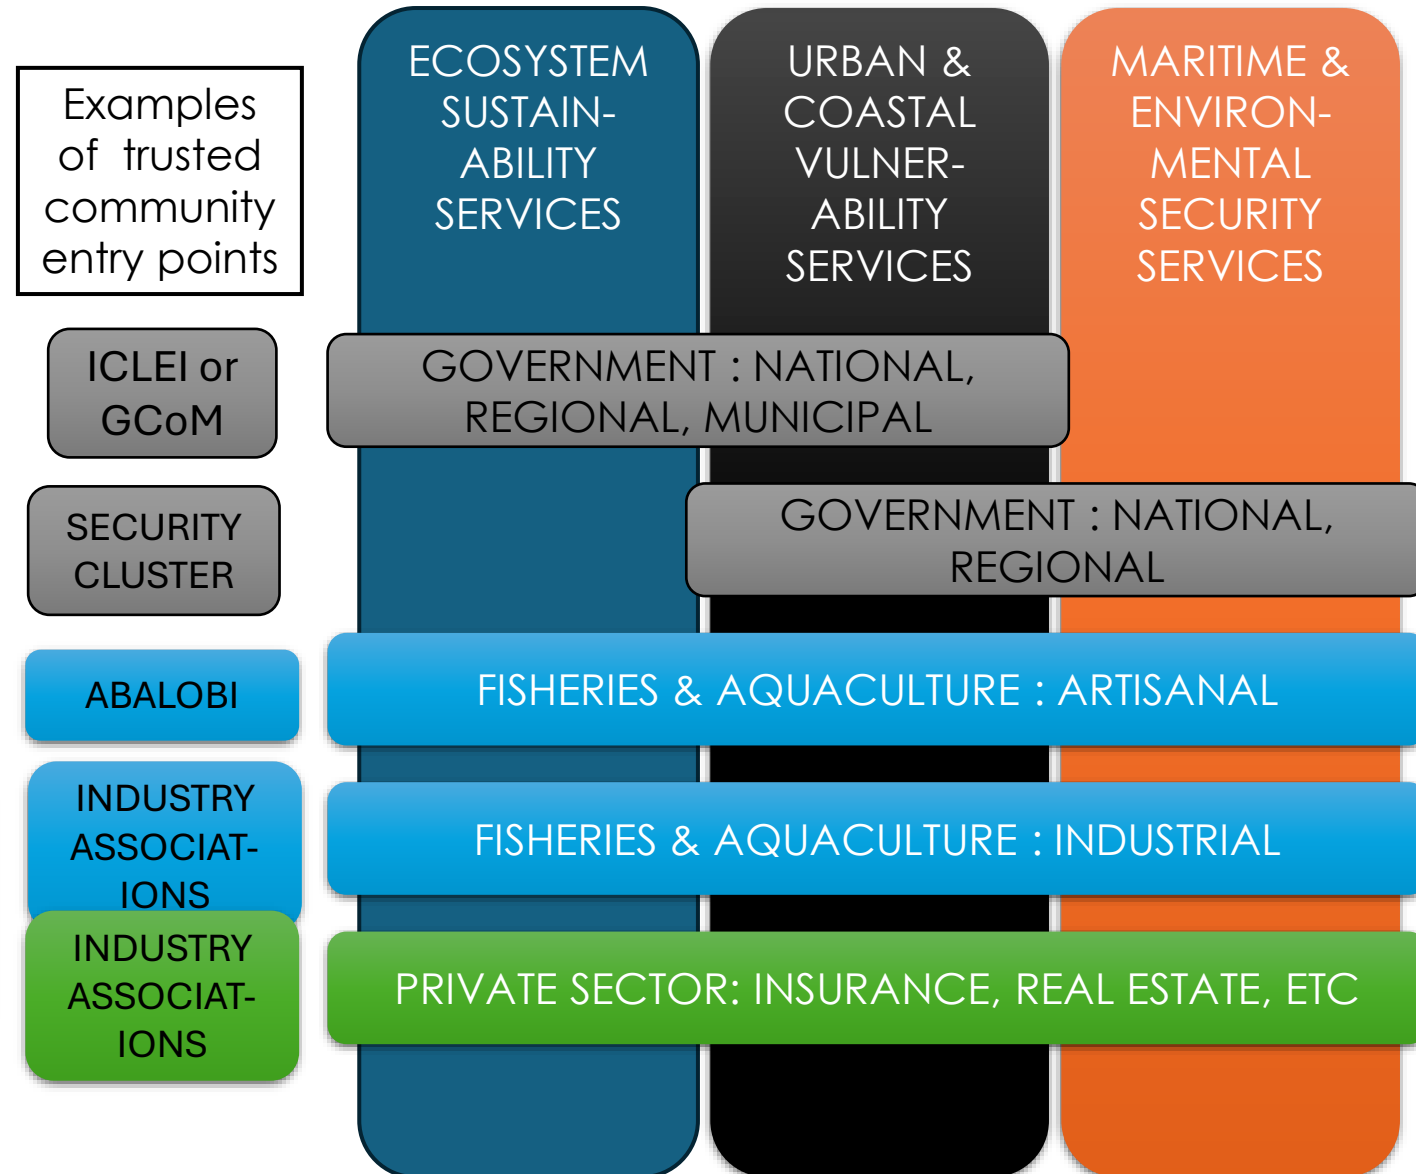 Examples
of trusted
community
entry points
ECOSYSTEM
SUSTAIN-
ABILITY
SERVICES
URBAN &
COASTAL
VULNER-
ABILITY
SERVICES
MARITIME &
ENVIRON-
MENTAL
SECURITY
SERVICES
ICLEI or
GCoM
GOVERNMENT : NATIONAL,
REGIONAL, MUNICIPAL
SECURITY
CLUSTER
GOVERNMENT : NATIONAL,
REGIONAL
ABALOBI
FISHERIES & AQUACULTURE : ARTISANAL
INDUSTRY
ASSOCIAT-
IONS
FISHERIES & AQUACULTURE : INDUSTRIAL
INDUSTRY
ASSOCIAT-
IONS
PRIVATE SECTOR: INSURANCE, REAL ESTATE, ETC